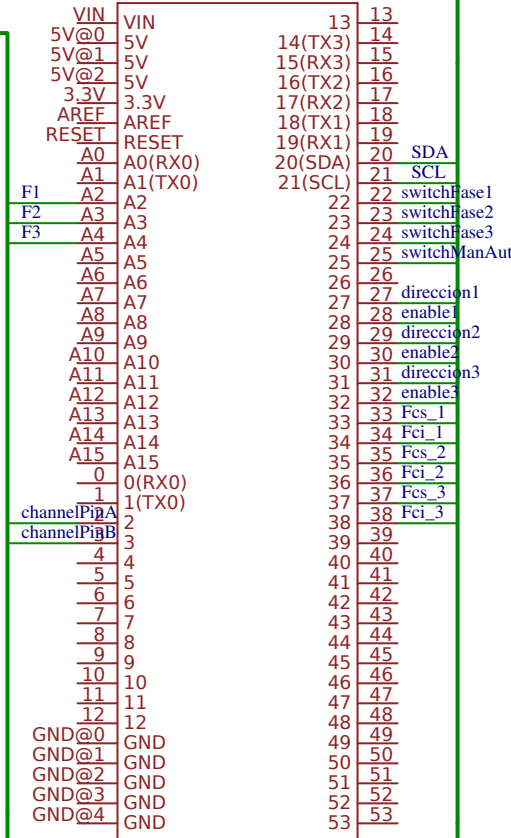 VIN VIN 13 13
5V@0 5V 14(TX3) 14
5V@1 5V 15(RX3) 15
5V@2 5V 16(TX2) 16
3.3V 3.3V 17(RX2) 17
AREF AREF 18(TX1) 18
RESET RESET 19(RX1) 19
A0 A0(RX0) 20(SDA) 20 SDA
A1 A1(TX0) 21(SCL) 21 SCL
F1 A2 A2 22 22 switchFase1
F2 A3 A3 23 23 switchFase2
F3 A4 A4 24 24 switchFase3
A5 A5 25 25 switchManAut
A6 A6 26 26
A7 A7 27 27 direccion1
A8 A8 28 28 enable1
A9 A9 29 29 direccion2
A10 A10 30 30 enable2
A11 A11 31 31 direccion3
A12 A12 32 32 enable3
A13 A13 33 33 Fcs_1
A14 A14 34 34 Fci_1
A15 A15 35 35 Fcs_2
0 0(RX0) 36 36 Fci_2
1 1(TX0) 37 37 Fcs_3
channelPinA 2 2 38 38 Fci_3
channelPinB 3 3 39 39
4 4 40 40
5 5 41 41
6 6 42 42
7 7 43 43
8 8 44 44
9 9 45 45
10 10 46 46
11 11 47 47
12 12 48 48
GND@0 GND 49 49
GND@1 GND 50 50
GND@2 GND 51 51
GND@3 GND 52 52
GND@4 GND 53 53